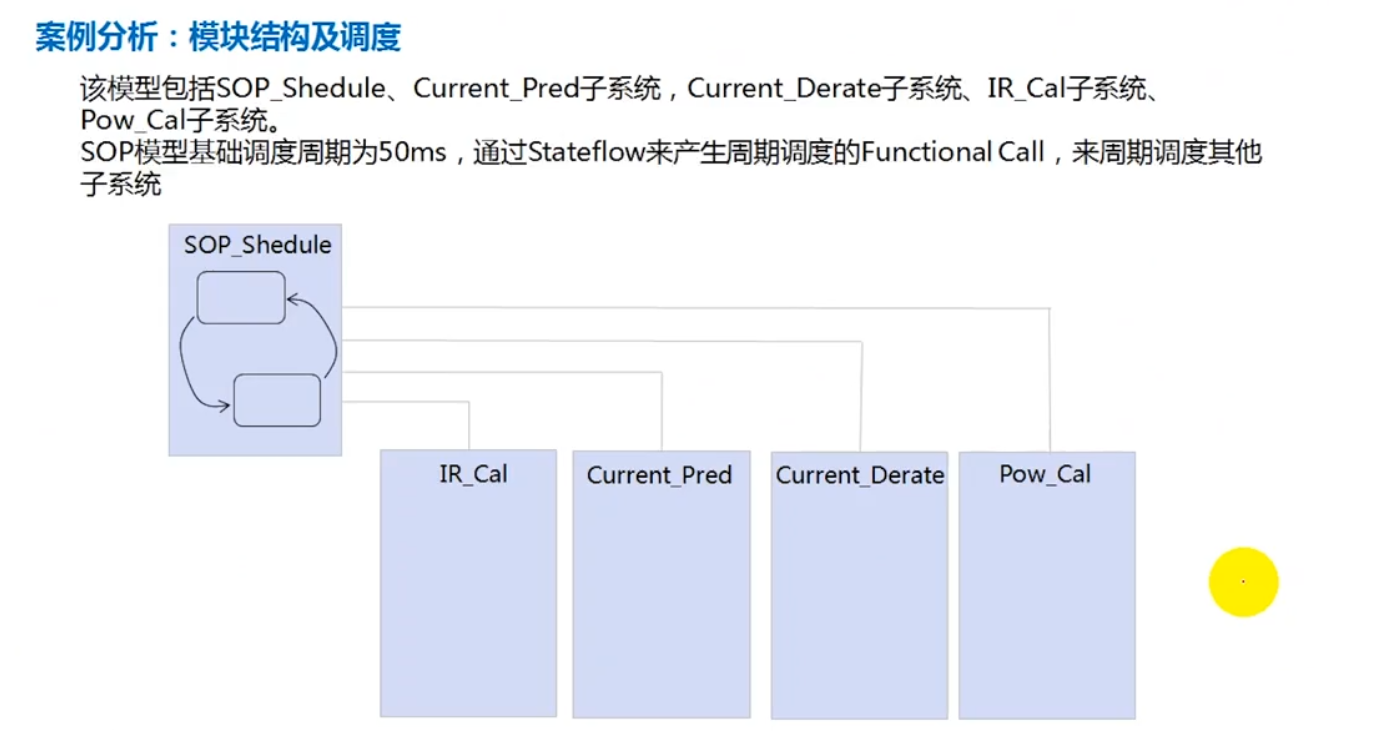 案例分析：模块结构及调度
该模型包括SOP_Shedule、Current_Pred子系统，Current_Derate子系统、IR_Cal子系统、
Pow_Cal子系统。
SOP模型基础调度周期为50ms，通过Stateflow来产生周期调度的Functional Call，来周期调度其他
子系统
SOP_Shedule
IR_Cal
Current_Pred
Current_Derate
Pow_Cal